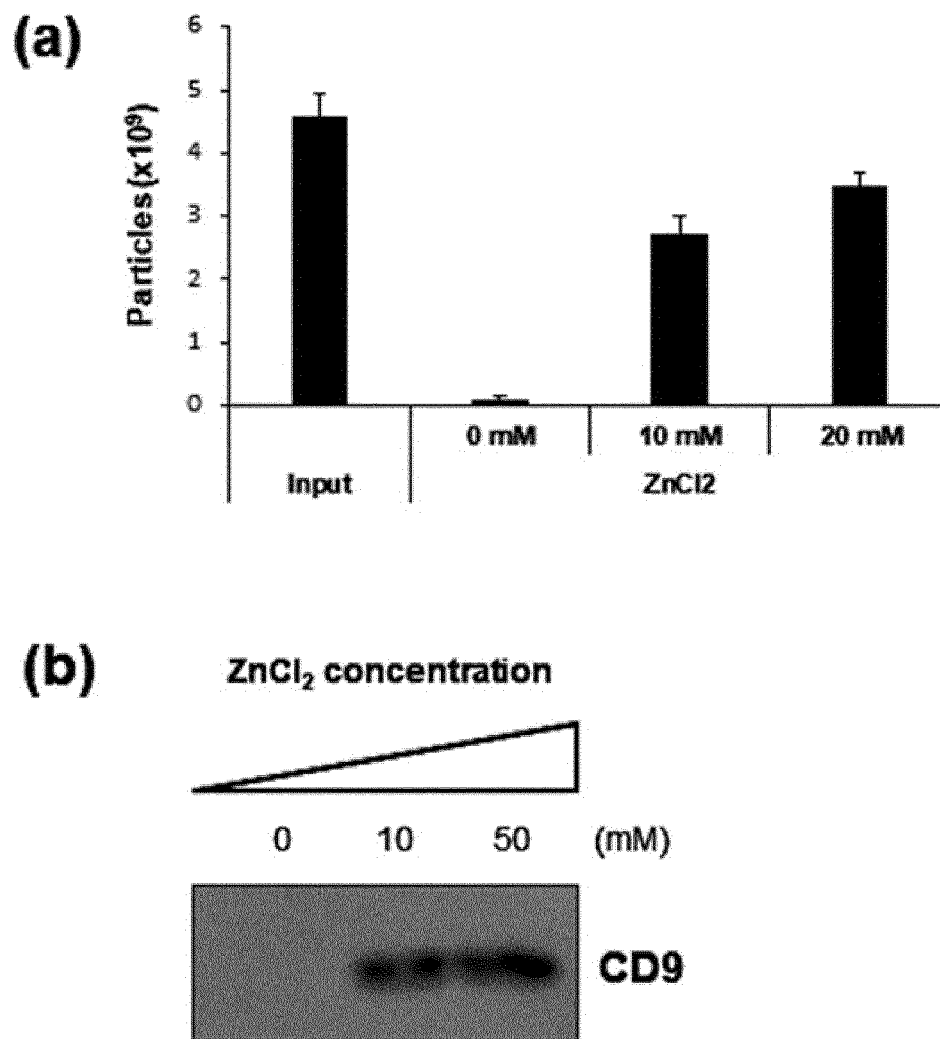 (a)
Particles (x10⁹)
6
5
4
3
2
1
0
0 mM 10 mM 20 mM
Input ZnCl2
(b)
ZnCl₂ concentration
0 10 50 (mM)
CD9